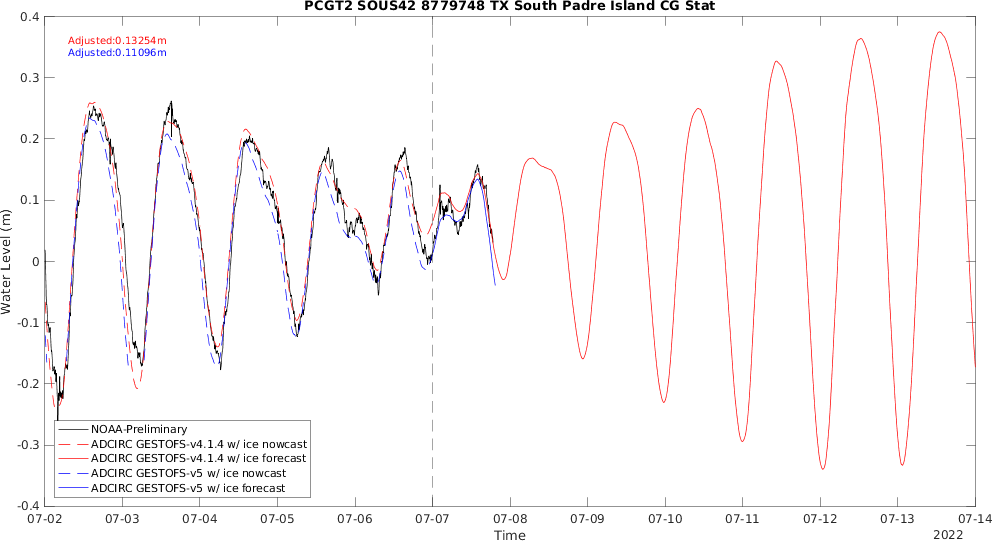 PCGT2 SOUS42 8779748 TX South Padre Island CG Stat
Adjusted:0.13254m
Adjusted:0.11096m
0.4
0.3
0.2
0.1
0
-0.1
-0.2
-0.3
-0.4
Water Level (m)
NOAA-Preliminary
ADCIRC GESTOFS-v4.1.4 w/ ice nowcast
ADCIRC GESTOFS-v4.1.4 w/ ice forecast
ADCIRC GESTOFS-v5 w/ ice nowcast
ADCIRC GESTOFS-v5 w/ ice forecast
07-02 07-03 07-04 07-05 07-06 07-07 07-08 07-09 07-10 07-11 07-12 07-13 07-14
Time
2022